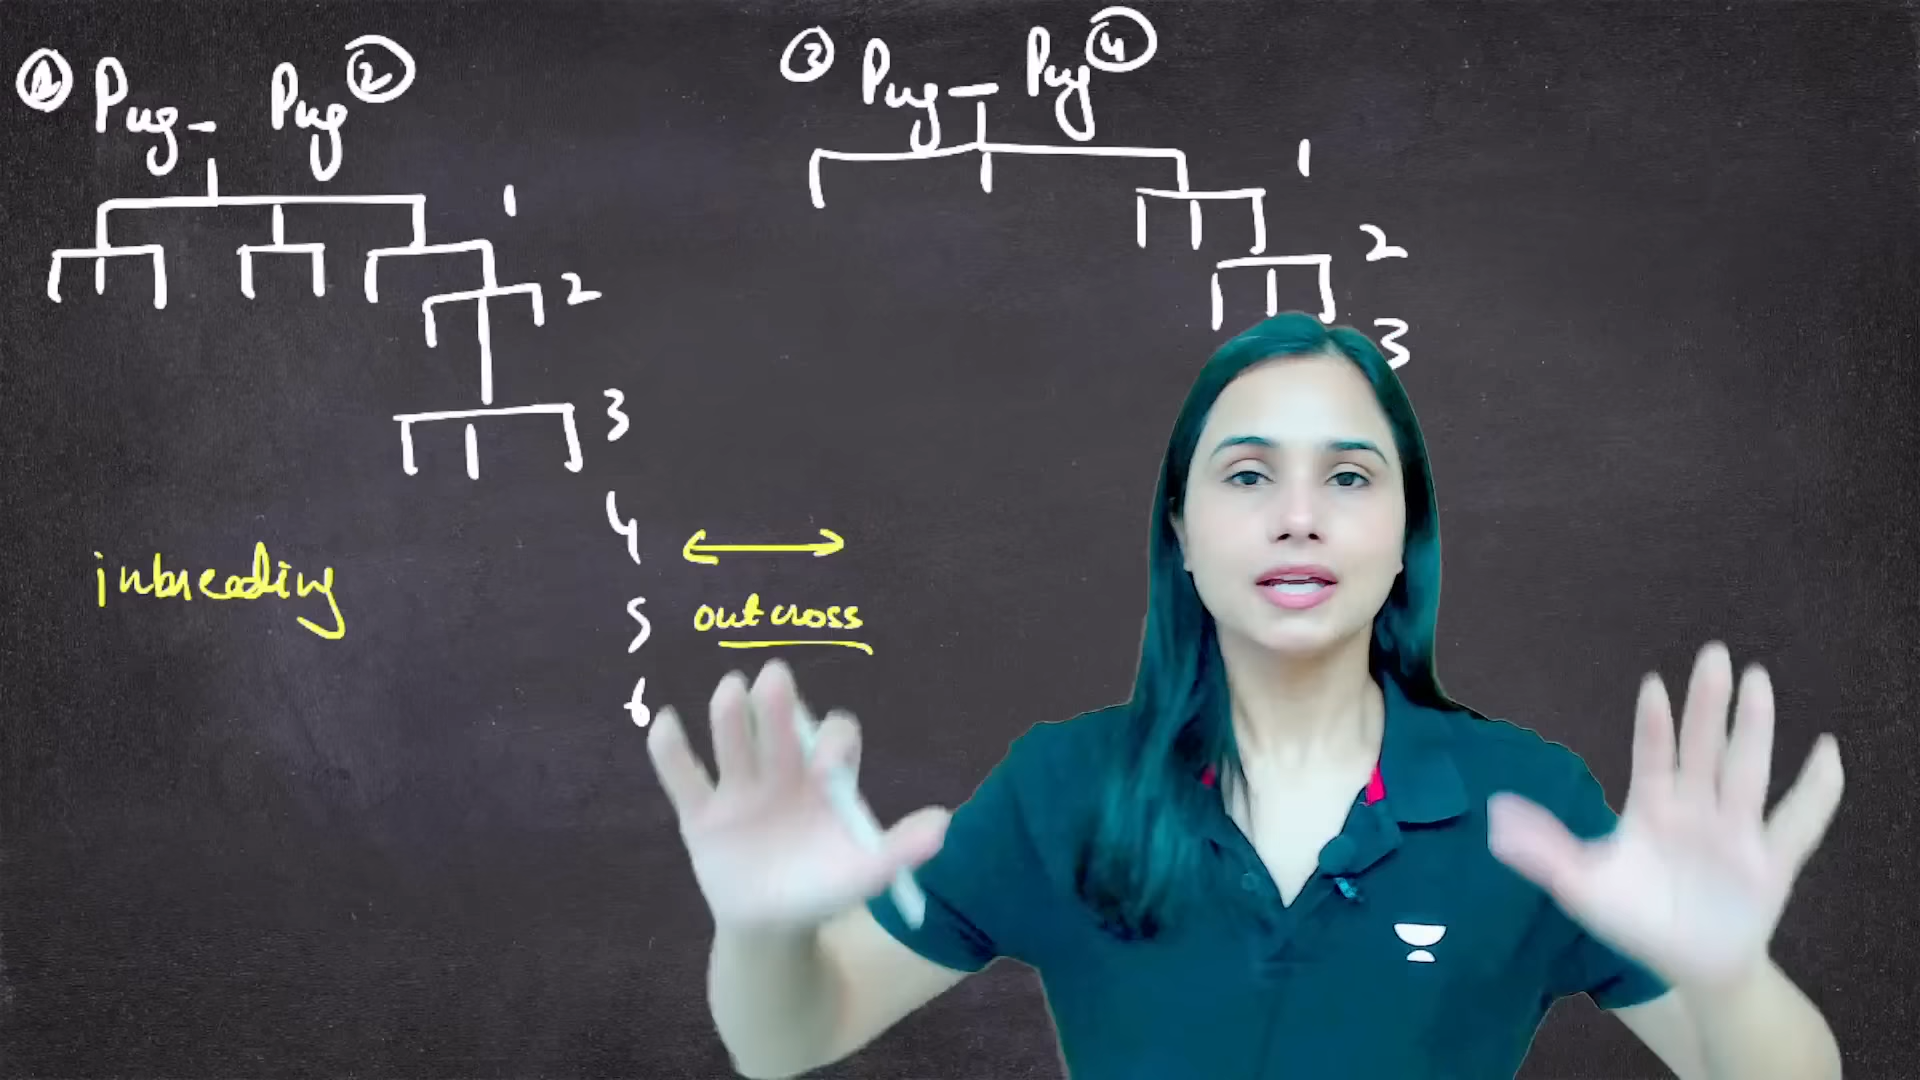 ① Pug - Pug ②
1
2
3
4
5
6
inbreeding
③ Pug - Pug ④
1
2
3
outcross